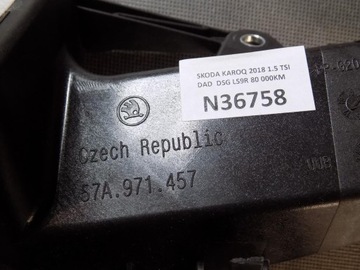 SKODA KAROQ 2018 1.5 TSI
DAD DSG LS9R 80 000KM
N36758
Czech Republic
57A.971.457